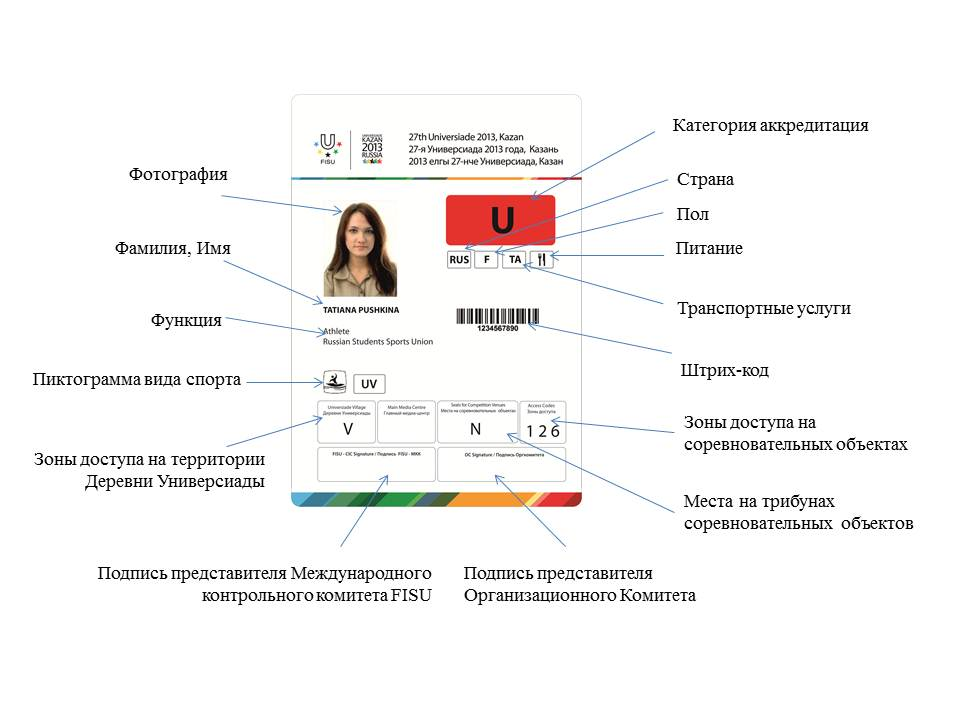 FISU
UNIVERSIADE
KAZAN
2013
RUSSIA
27th Universiade 2013, Kazan
27-я Универсиада 2013 года, Казань
2013 елгы 27-нче Универсиада, Казан
Категория аккредитация
Фотография
Страна
U
Пол
Фамилия, Имя
Питание
RUS F TA
TATIANA PUSHKINA
Транспортные услуги
Функция
1234567890
Athlete
Russian Students Sports Union
Штрих-код
Пиктограмма вида спорта
UV
Universiade Village
Деревня Универсиады
V
Main Media Centre
Главный медиа-центр
Seats for Competition Venues
Места на соревновательных объектах
N
Access Codes
Зоны доступа
1 2 6
Зоны доступа на
соревновательных объектах
Зоны доступа на территории
Деревни Универсиады
FISU - CIC Signature / Подпись FISU - МКК
OC Signature / Подпись Оргкомитета
Места на трибунах
соревновательных объектов
Подпись представителя Международного
контрольного комитета FISU
Подпись представителя
Организационного Комитета